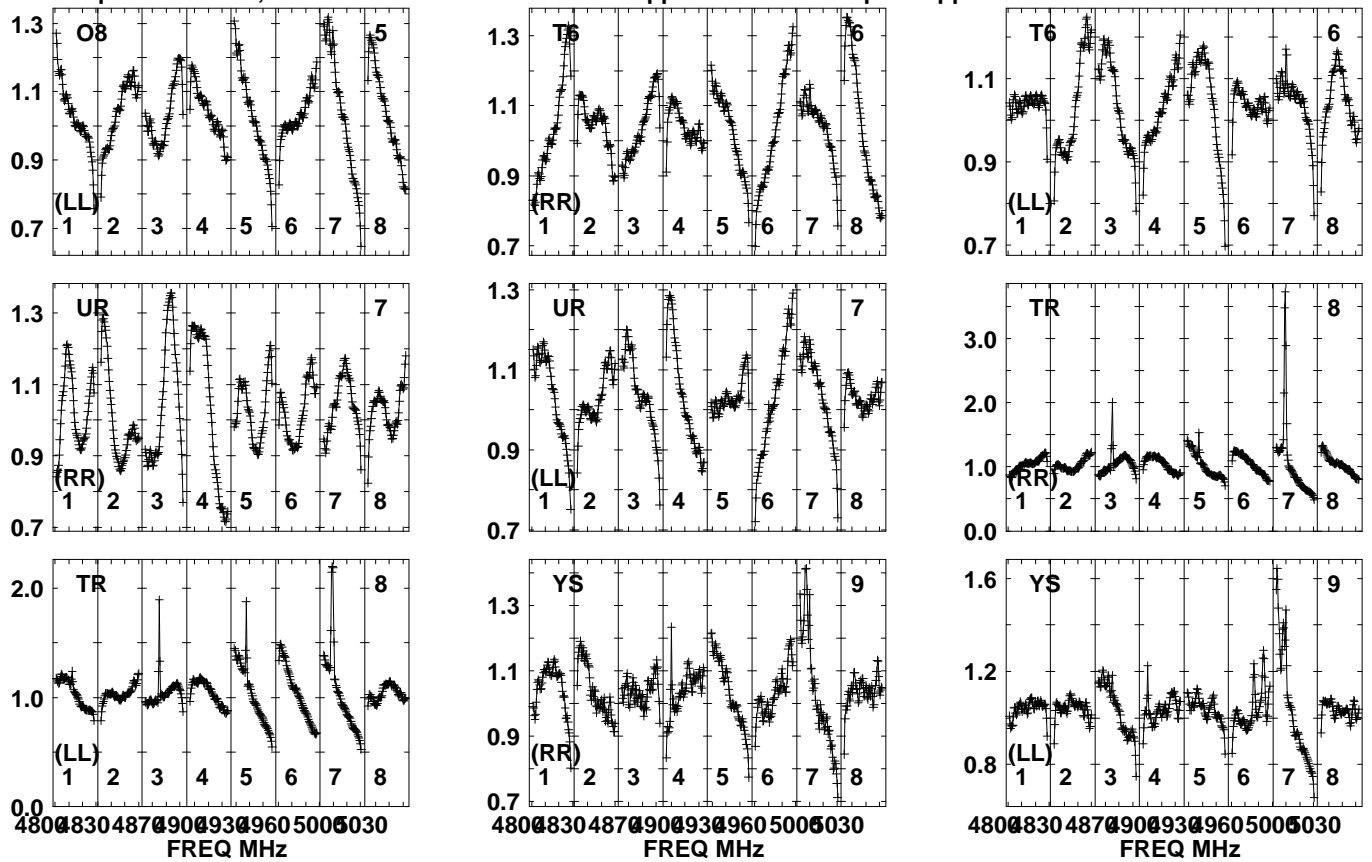 1.3 O8 5
1.1
0.9
0.7
(LL)
1 2 3 4 5 6 7 8
1.3 T6 6
1.1
0.9
0.7
(RR)
1 2 3 4 5 6 7 8
1.3 T6 6
1.1
0.9
0.7
(LL)
1 2 3 4 5 6 7 8
1.3 UR 7
1.1
0.9
0.7
(RR)
1 2 3 4 5 6 7 8
1.3 UR 7
1.1
0.9
0.7
(LL)
1 2 3 4 5 6 7 8
TR 8
3.0
2.0
1.0
0.0
(RR)
1 2 3 4 5 6 7 8
2.0 TR 8
1.0
0.0
(LL)
1 2 3 4 5 6 7 8
4800 4830 4870 4900 4930 4960 5000 5030
FREQ MHz
YS 9
1.3
1.1
0.9
0.7
(RR)
1 2 3 4 5 6 7 8
4800 4830 4870 4900 4930 4960 5000 5030
FREQ MHz
1.6 YS 9
1.2
0.8
(LL)
1 2 3 4 5 6 7 8
4800 4830 4870 4900 4930 4960 5000 5030
FREQ MHz